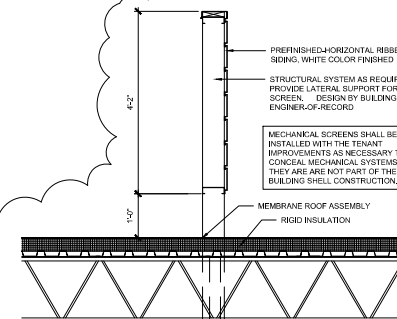 4'-2"
1'-0"
PREFINISHED-HORIZONTAL RIBBE
SIDING, WHITE COLOR FINISHED
STRUCTURAL SYSTEM AS REQUIR
PROVIDE LATERAL SUPPORT FOR
SCREEN. DESIGN BY BUILDING
ENGINER-OF-RECORD
MECHANICAL SCREENS SHALL BE
INSTALLED WITH THE TENANT
IMPROVEMENTS AS NECESSARY T
CONCEAL MECHANICAL SYSTEMS
THEY ARE ARE NOT PART OF THE
BUILDING SHELL CONSTRUCTION.
MEMBRANE ROOF ASSEMBLY
RIGID INSULATION